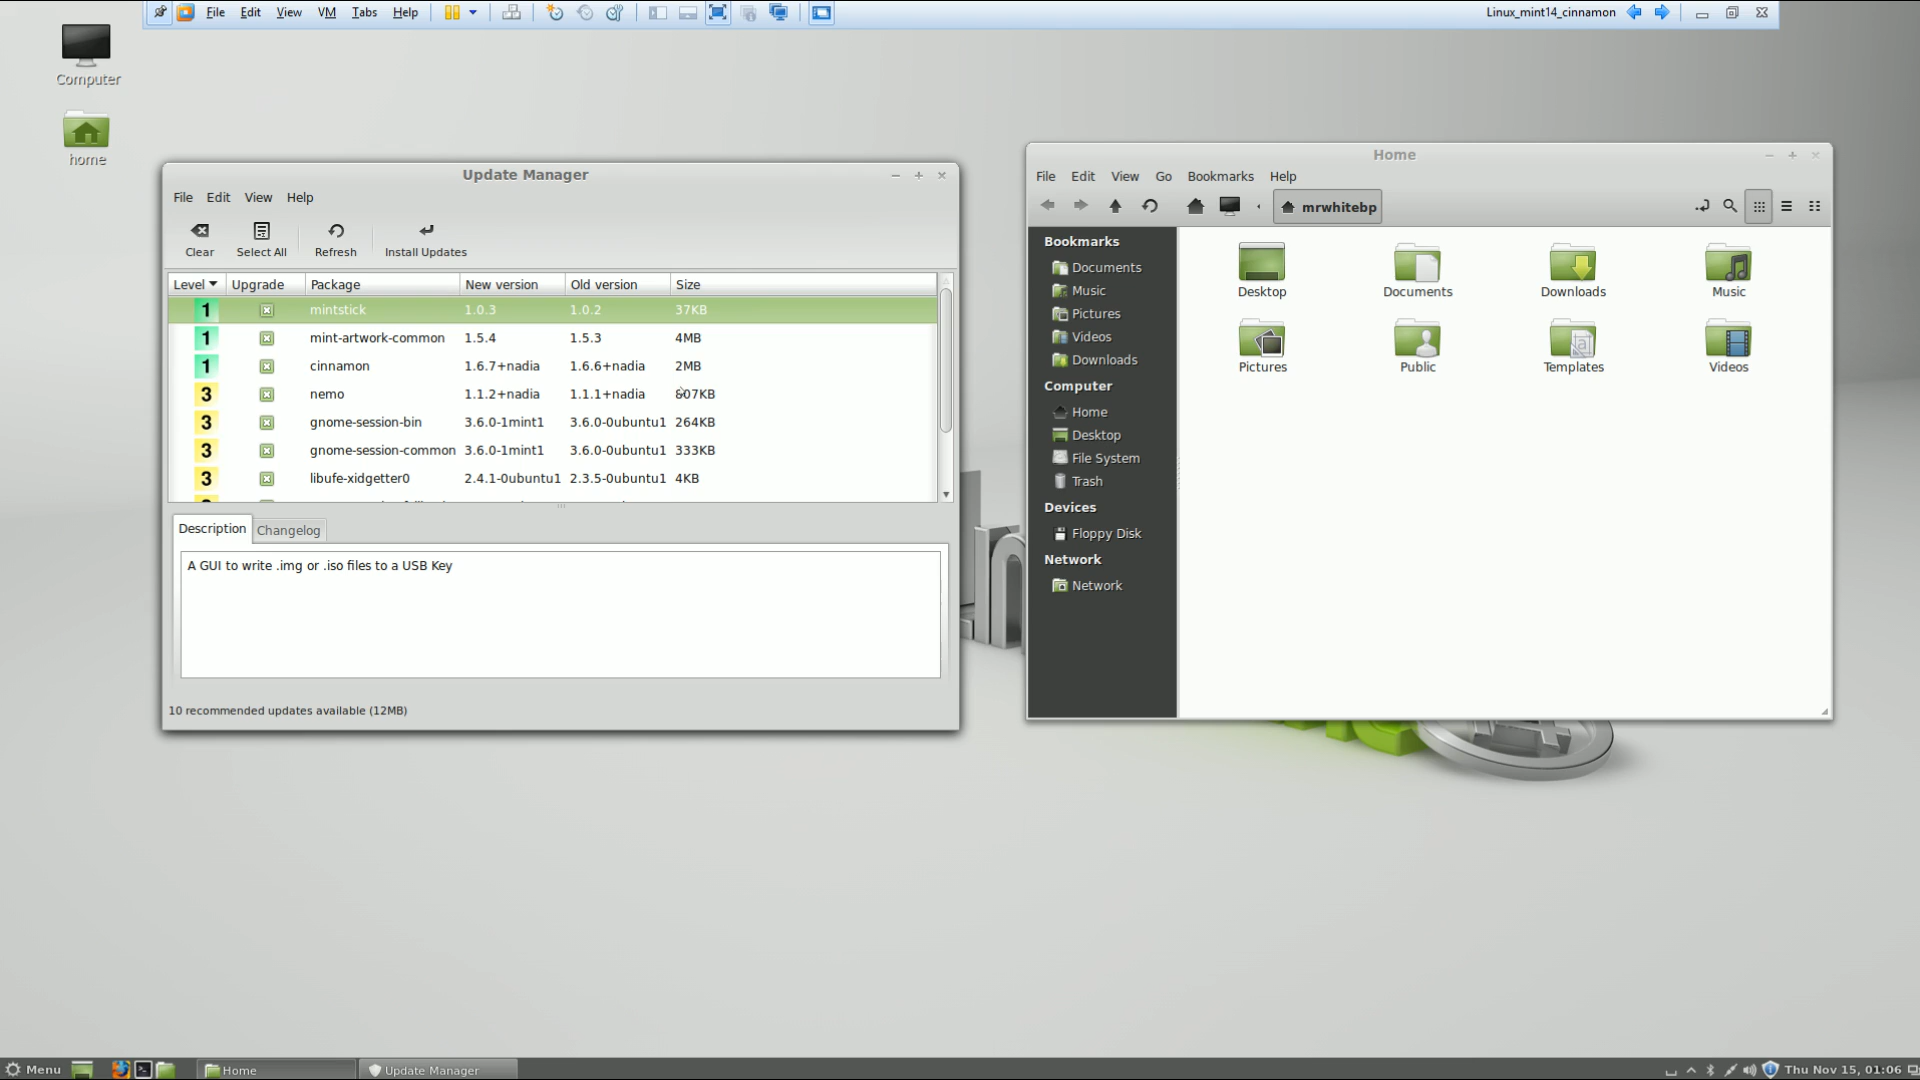 File Edit View VM Tabs Help
Linux_mint14_cinnamon
Computer
home
Update Manager
File Edit View Help
Clear Select All Refresh Install Updates
Level Upgrade Package New version Old version Size
1 mintstick 1.0.3 1.0.2 37KB
1 mint-artwork-common 1.5.4 1.5.3 4MB
1 cinnamon 1.6.7+nadia 1.6.6+nadia 2MB
3 nemo 1.1.2+nadia 1.1.1+nadia
3 gnome-session-bin 3.6.0-1mint1 3.6.0-0ubuntu1 264KB
3 gnome-session-common 3.6.0-1mint1 3.6.0-0ubuntu1 333KB
3 libufe-xidgetter0 2.4.1-0ubuntu1 2.3.5-0ubuntu1 4KB
Description Changelog
A GUI to write .img or .iso files to a USB Key
10 recommended updates available (12MB)
Home
File Edit View Go Bookmarks Help
mrwhitebp
Bookmarks
Documents
Music
Pictures
Videos
Downloads
Computer
Home
Desktop
File System
Trash
Devices
Floppy Disk
Network
Network
Desktop Documents Downloads Music
Pictures Public Templates Videos
Menu Home Update Manager Thu Nov 15, 01:06